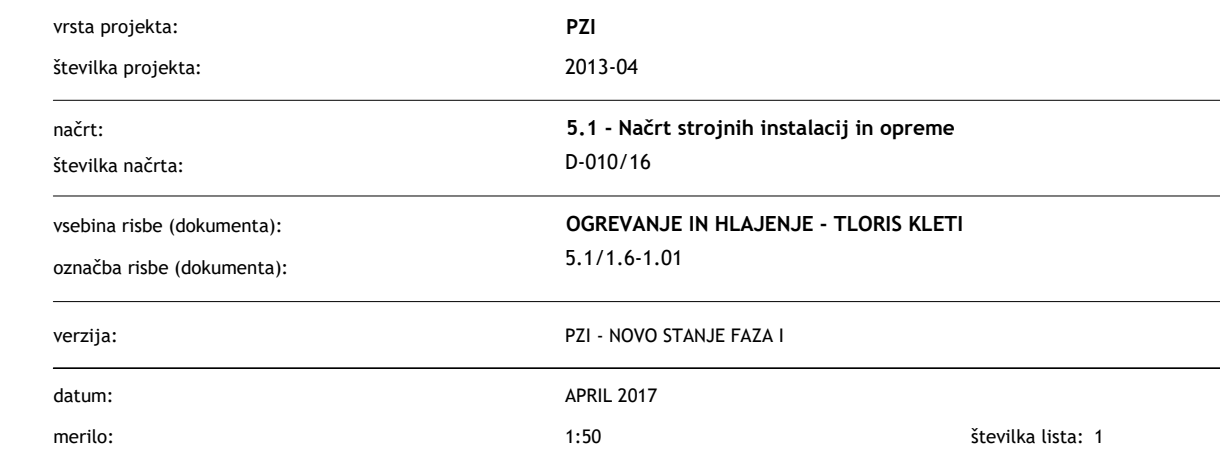 vrsta projekta: PZI
številka projekta: 2013-04
načrt: 5.1 - Načrt strojnih instalacij in opreme
številka načrta: D-010/16
vsebina risbe (dokumenta): OGREVANJE IN HLAJENJE - TLORIS KLETI
označba risbe (dokumenta): 5.1/1.6-1.01
verzija: PZI - NOVO STANJE FAZA I
datum: APRIL 2017
merilo: 1:50 številka lista: 1